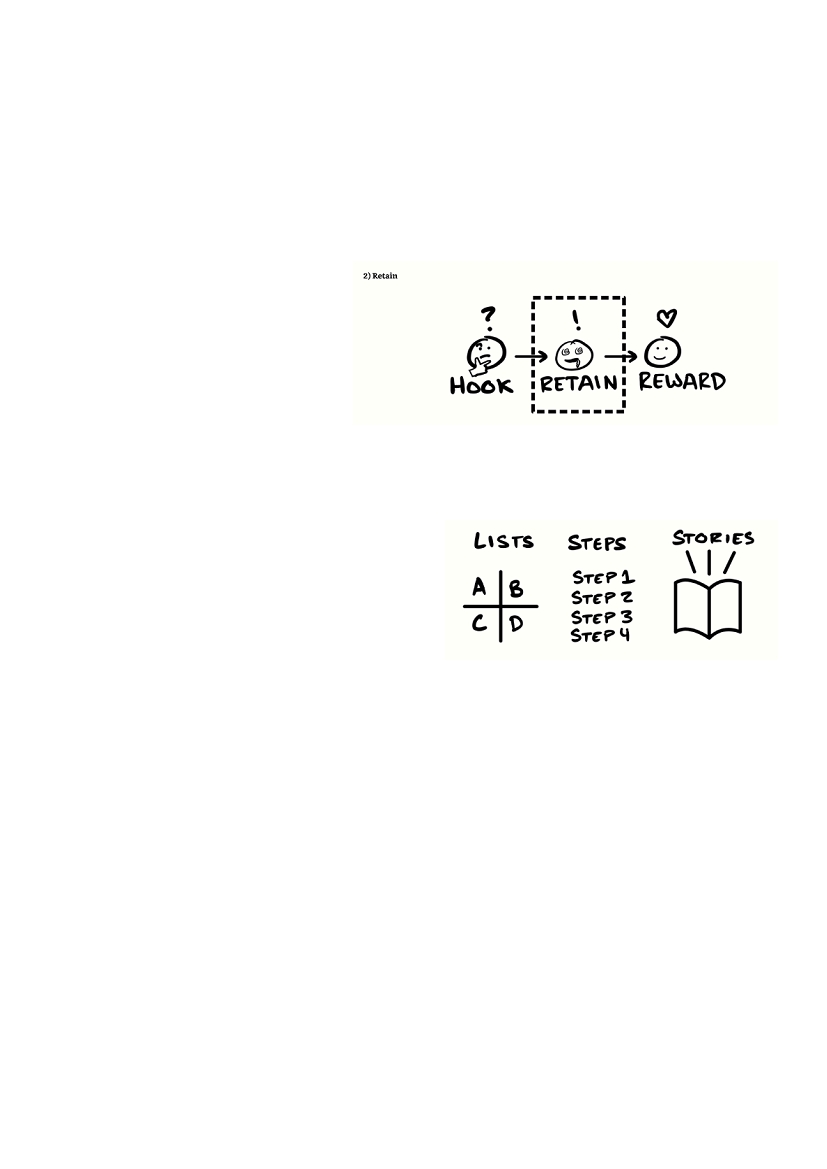 2) Retain
? ! ♡
HOOK RETAIN REWARD
LISTS STEPS STORIES
A B
C D
STEP 1
STEP 2
STEP 3
STEP 4